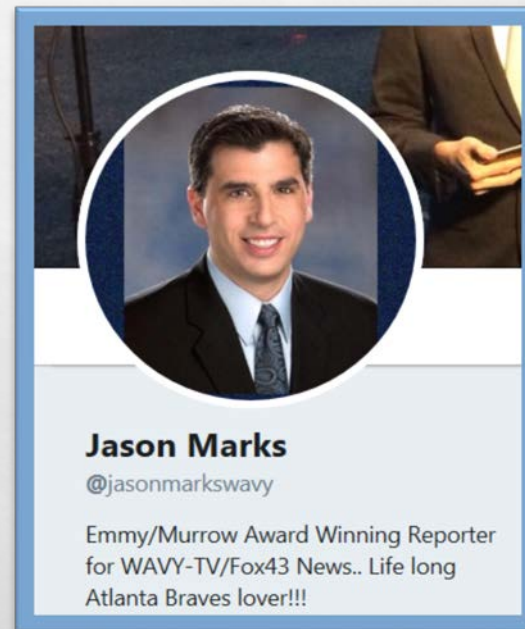 Jason Marks
@jasonmarkswavy
Emmy/Murrow Award Winning Reporter
for WAVY-TV/Fox43 News.. Life long
Atlanta Braves lover!!!